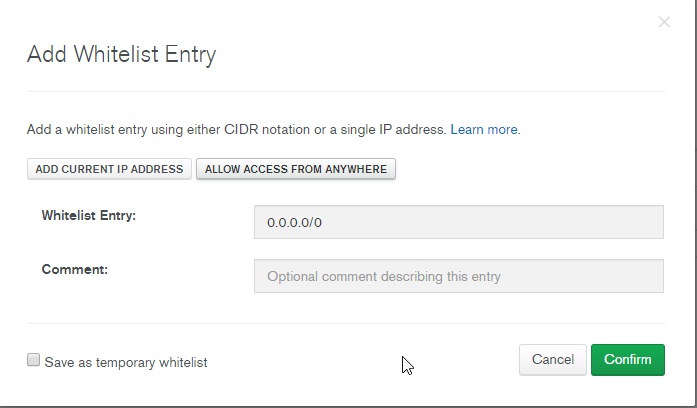 Add Whitelist Entry
Add a whitelist entry using either CIDR notation or a single IP address. Learn more.
ADD CURRENT IP ADDRESS ALLOW ACCESS FROM ANYWHERE
Whitelist Entry: 0.0.0.0/0
Comment: Optional comment describing this entry
Save as temporary whitelist Cancel Confirm